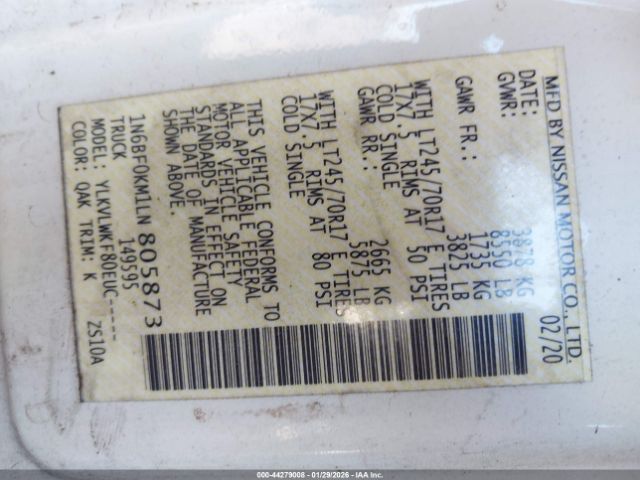 MFD BY NISSAN MOTOR CO., LTD.
DATE: 02/20
GVWR: 3878 KG
8550 LB
GAWR FR.: 1735 KG
3825 LB
WITH LT245/70R17 E TIRES
17X7.5 RIMS AT 50 PSI
COLD SINGLE
GAWR RR.: 2665 KG
5875 LB
WITH LT245/70R17 E TIRES
17X7.5 RIMS AT 80 PSI
COLD SINGLE
THIS VEHICLE CONFORMS TO
ALL APPLICABLE FEDERAL
MOTOR VEHICLE SAFETY
STANDARDS IN EFFECT ON
THE DATE OF MANUFACTURE
SHOWN ABOVE.
1N6BF0KM1LN805873
TRUCK 149595
MODEL: YLKVLWKF80EUC-----
COLOR: QAK TRIM: K 2S10A
000-44279008 - 01/29/2026 - IAA Inc.